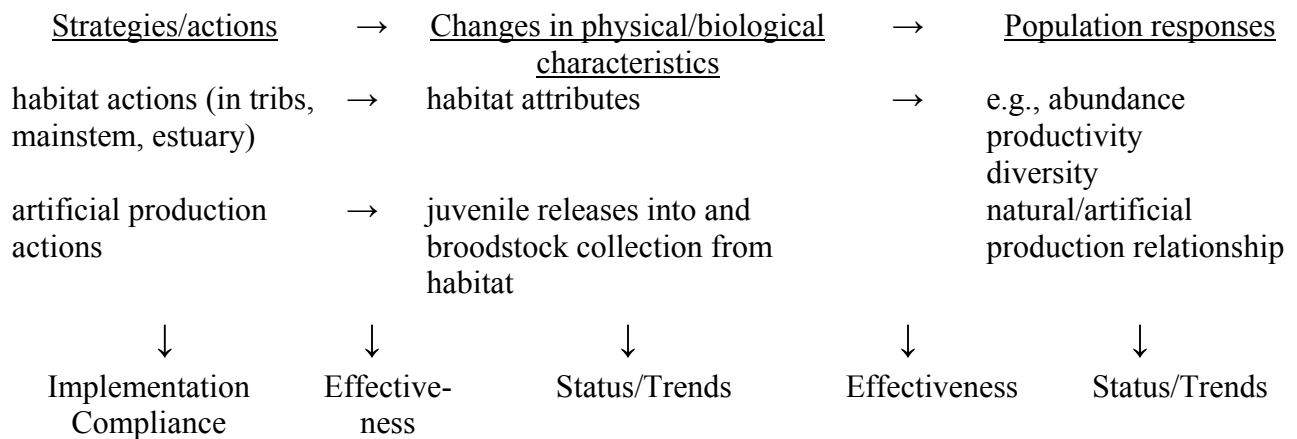 Strategies/actions → Changes in physical/biological → Population responses
characteristics
habitat actions (in tribs, → habitat attributes → e.g., abundance
mainstem, estuary) productivity
diversity
artificial production → juvenile releases into and natural/artificial
actions broodstock collection from production relationship
habitat
↓ ↓ ↓ ↓ ↓
Implementation Effective- Status/Trends Effectiveness Status/Trends
Compliance ness